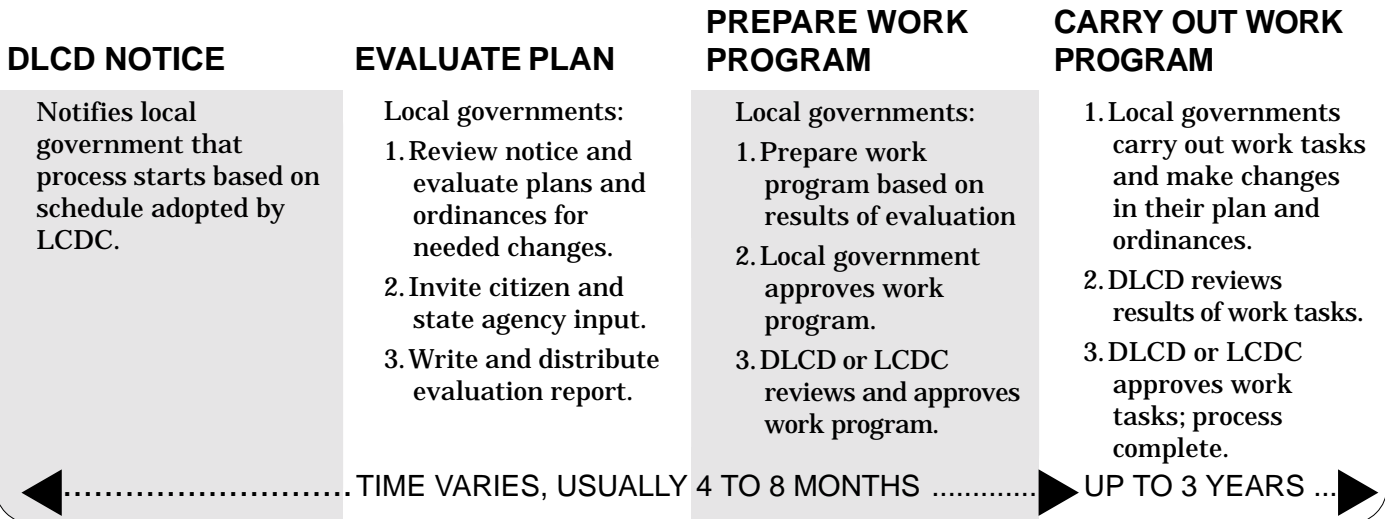 DLCD NOTICE
Notifies local
government that
process starts based on
schedule adopted by
LCDC.
EVALUATE PLAN
Local governments:
1. Review notice and
evaluate plans and
ordinances for
needed changes.
2. Invite citizen and
state agency input.
3. Write and distribute
evaluation report.
PREPARE WORK
PROGRAM
Local governments:
1. Prepare work
program based on
results of evaluation
2. Local government
approves work
program.
3. DLCD or LCDC
reviews and approves
work program.
CARRY OUT WORK
PROGRAM
1. Local governments
carry out work tasks
and make changes
in their plan and
ordinances.
2. DLCD reviews
results of work tasks.
3. DLCD or LCDC
approves work
tasks; process
complete.
............................TIME VARIES, USUALLY 4 TO 8 MONTHS ............. UP TO 3 YEARS ...